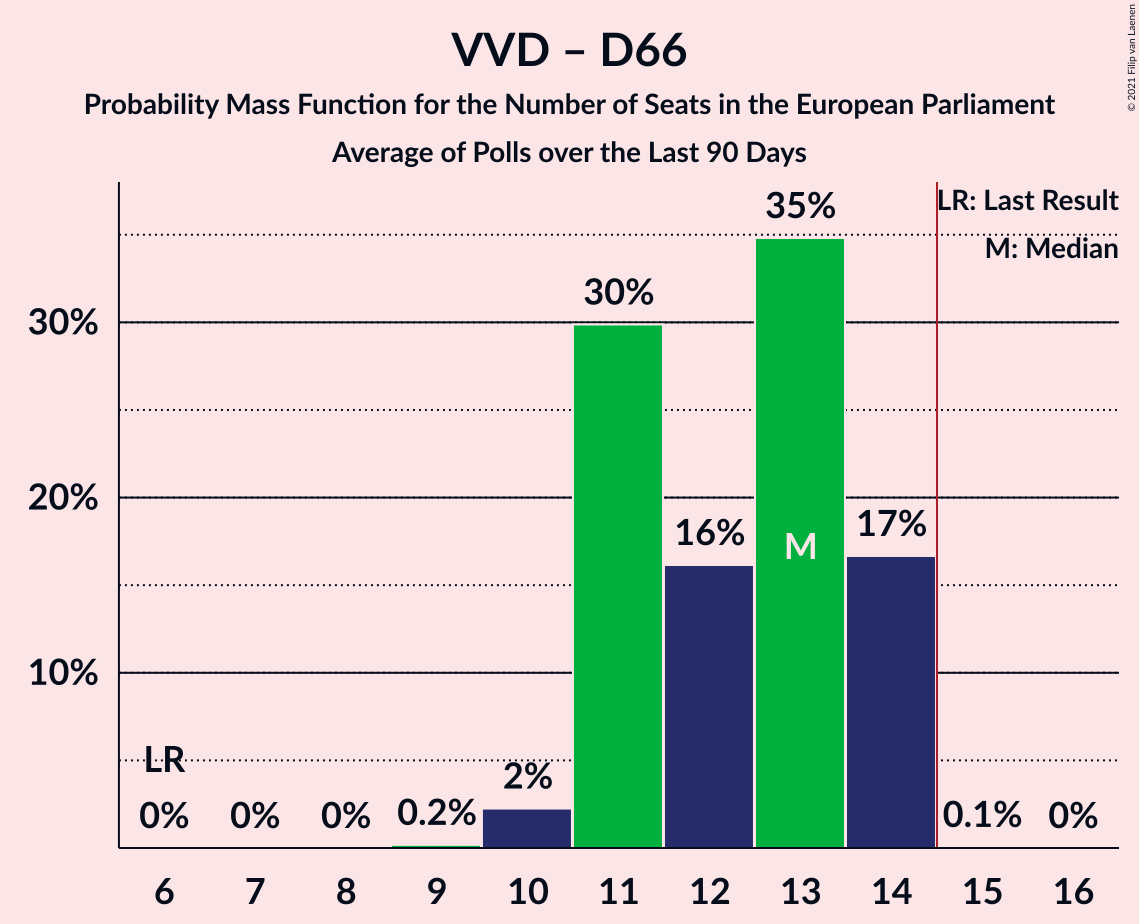 VVD – D66
Probability Mass Function for the Number of Seats in the European Parliament
Average of Polls over the Last 90 Days
© 2021 Filip van Laenen
LR: Last Result
M: Median
35%
30%
30%
20%
17%
16%
M
10%
LR
2%
0% 0% 0% 0.2% 0.1% 0%
6 7 8 9 10 11 12 13 14 15 16